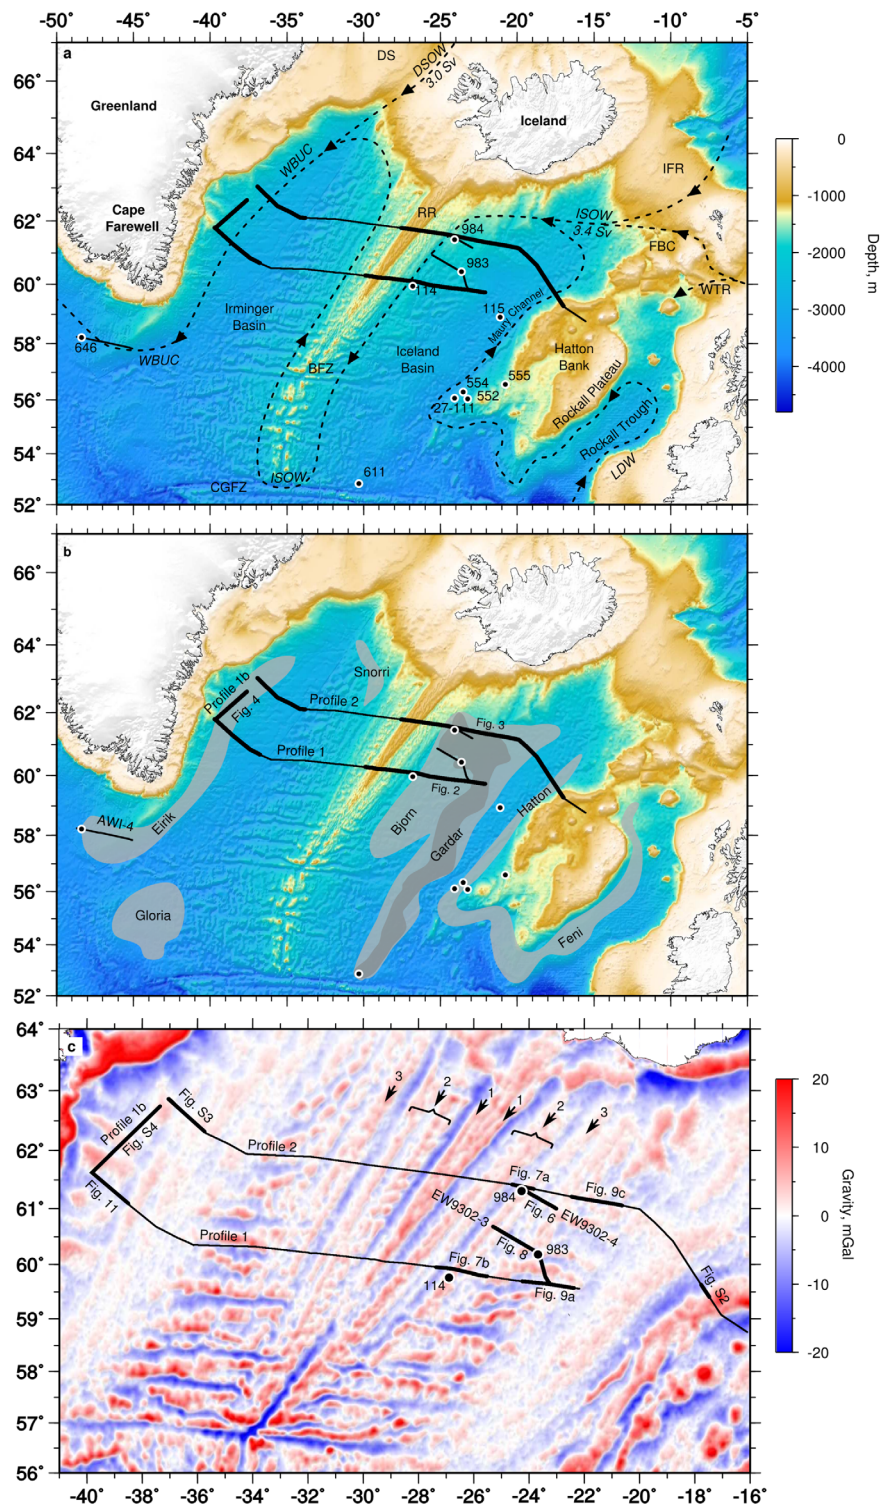 -50° -45° -40° -35° -30° -25° -20° -15° -10° -5°
a
DS
DSOW
3.0 Sv
66°
Greenland
Iceland
0
64°
WBUC
IFR
-1000
Cape
Farewell
62°
RR
984
ISOW
3.4 Sv
FBC
-2000
Depth, m
983
60°
114
WTR
-3000
Irminger
Basin
115
Maury Channel
58°
646
WBUC
Iceland
Basin
Hatton
Bank
-4000
BFZ
554
555
552
56°
27-111
Rockall Plateau
Rockall Trough
54°
611
LDW
CGFZ
ISOW
52°
b
66°
64°
Snorri
Profile 1b
Fig. 4
Profile 2
62°
Fig. 3
Profile 1
60°
Fig. 2
Hatton
AWI-4
Eirik
Bjorn
58°
Gardar
56°
Gloria
Feni
54°
52°
64°
c
20
3
2
1
1
2
3
63°
Profile 1b
Fig. S3
Fig. S4
10
62°
Profile 2
Fig. 7a
Fig. 9c
Fig. 11
984
61°
EW9302-3
Fig. 6
EW9302-4
0
Gravity, mGal
Profile 1
Fig. 8
983
60°
Fig. 7b
114
Fig. 9a
Fig. S2
-10
59°
58°
-20
57°
56°
-40° -38° -36° -34° -32° -30° -28° -26° -24° -22° -20° -18° -16°